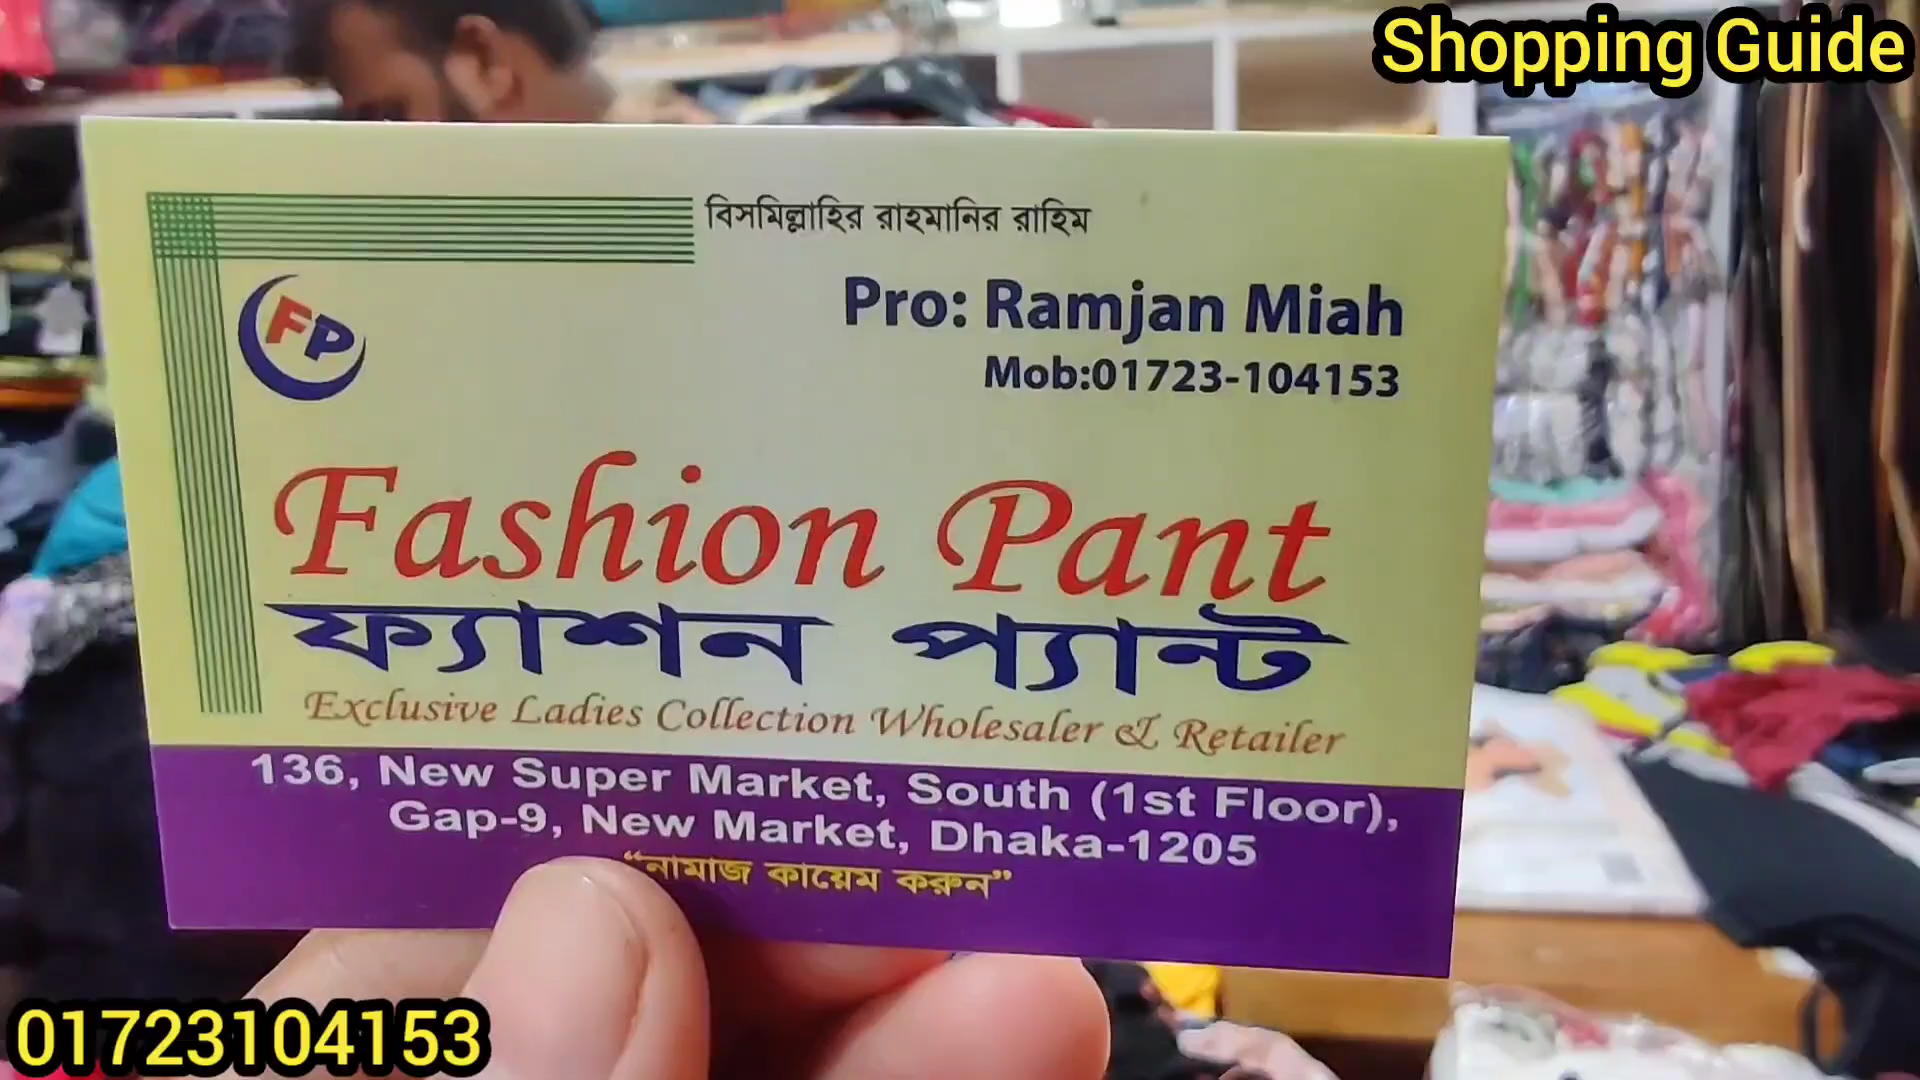 Shopping Guide
বিসমিল্লাহির রাহমানির রাহিম
FP
Pro: Ramjan Miah
Mob:01723-104153
Fashion Pant
ফ্যাশন প্যান্ট
Exclusive Ladies Collection Wholesaler & Retailer
136, New Super Market, South (1st Floor),
Gap-9, New Market, Dhaka-1205
“নামাজ কায়েম করুন”
01723104153